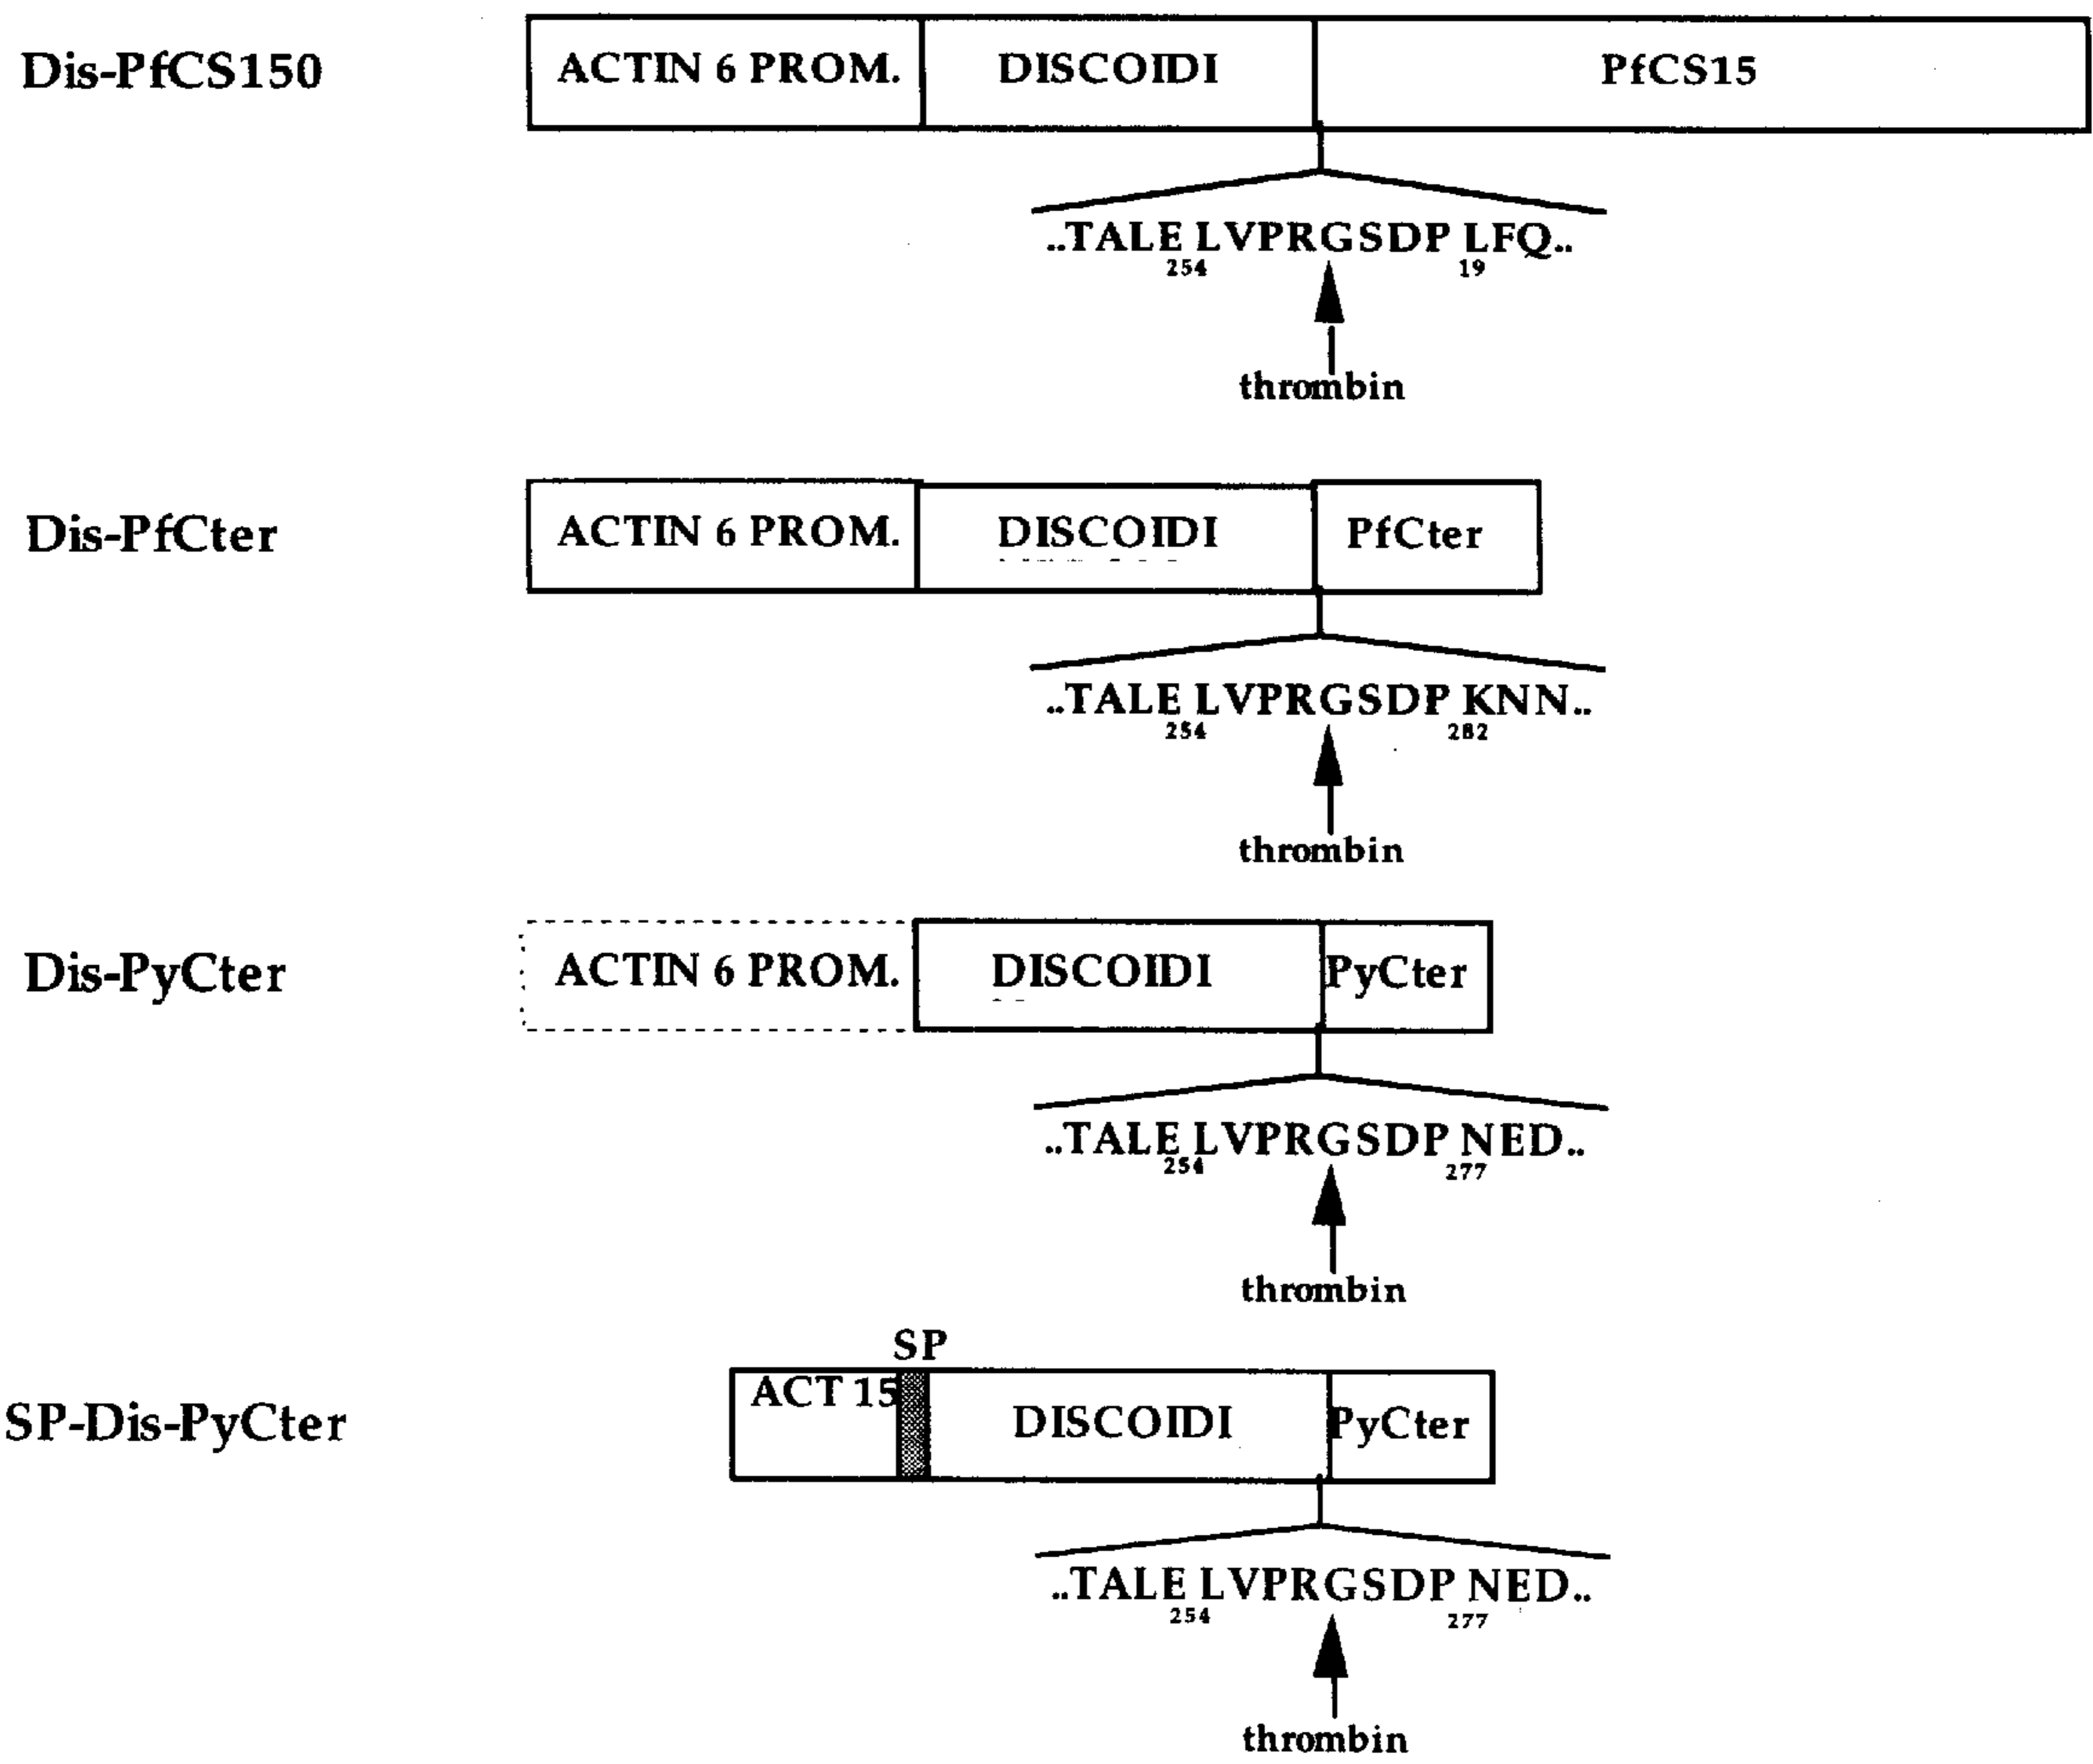 Dis-PfCS150
ACTIN 6 PROM. DISCOIDI PfCS15
..TALE LVPRGSDP LFQ..
254 19
thrombin
Dis-PfCter
ACTIN 6 PROM. DISCOIDI PfCter
..TALE LVPRGSDP KNN..
254 282
thrombin
Dis-PyCter
ACTIN 6 PROM. DISCOIDI PyCter
..TALE LVPRGSDP NED..
254 277
thrombin
SP
SP-Dis-PyCter
ACT 15 DISCOIDI PyCter
..TALE LVPRGSDP NED..
254 277
thrombin